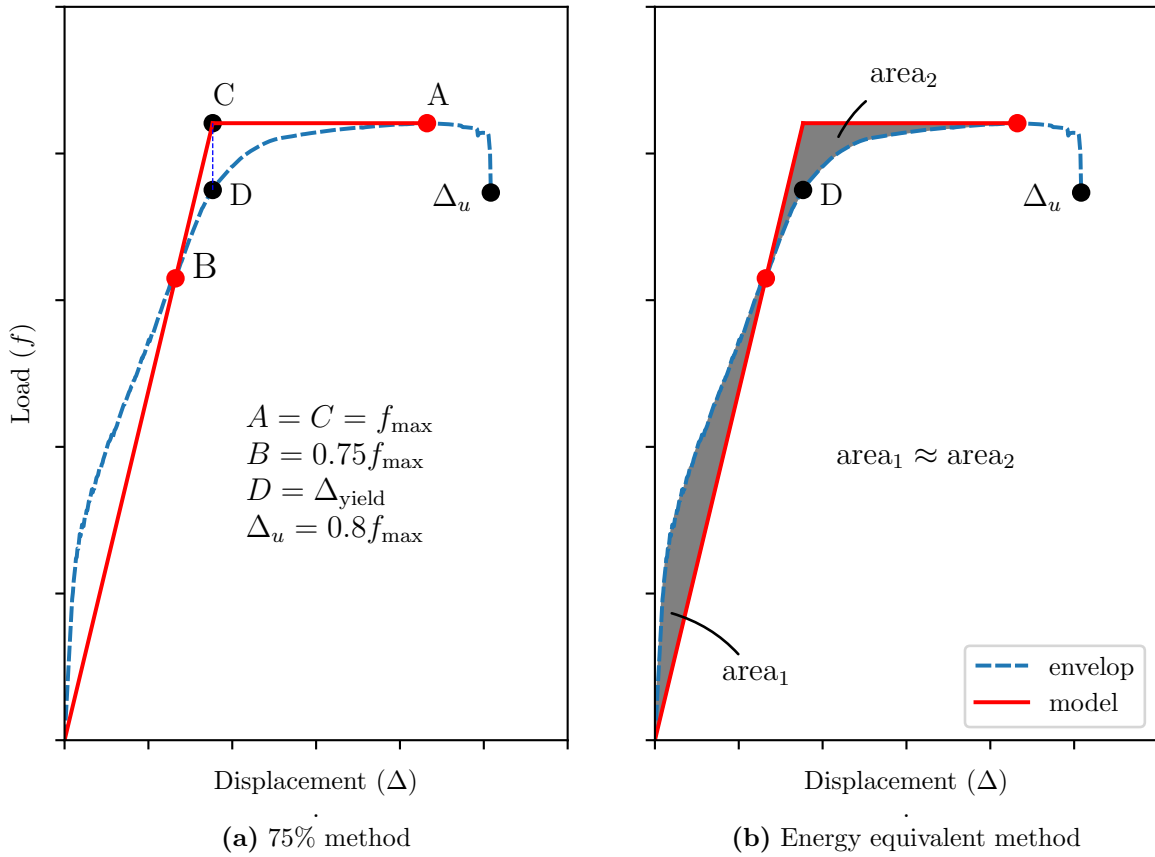 C
A
D
Δ_u
B
Load (f)
A = C = f_max
B = 0.75f_max
D = Δ_yield
Δ_u = 0.8f_max
Displacement (Δ)
.
(a) 75% method
area_2
D
Δ_u
area_1 ≈ area_2
area_1
envelop
model
Displacement (Δ)
.
(b) Energy equivalent method